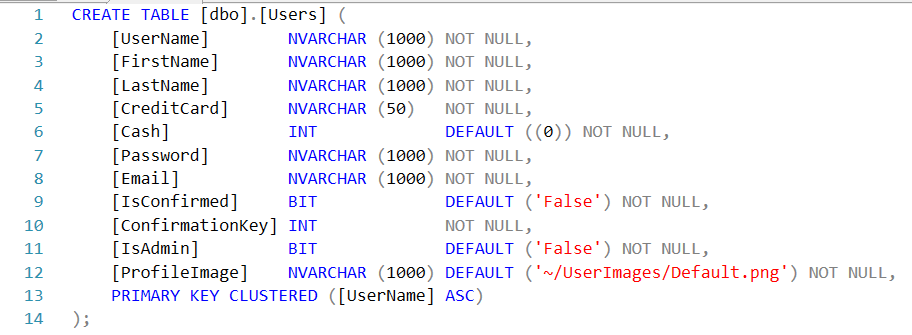 1 CREATE TABLE [dbo].[Users] (
2 [UserName] NVARCHAR (1000) NOT NULL,
3 [FirstName] NVARCHAR (1000) NOT NULL,
4 [LastName] NVARCHAR (1000) NOT NULL,
5 [CreditCard] NVARCHAR (50) NOT NULL,
6 [Cash] INT DEFAULT ((0)) NOT NULL,
7 [Password] NVARCHAR (1000) NOT NULL,
8 [Email] NVARCHAR (1000) NOT NULL,
9 [IsConfirmed] BIT DEFAULT ('False') NOT NULL,
10 [ConfirmationKey] INT NOT NULL,
11 [IsAdmin] BIT DEFAULT ('False') NOT NULL,
12 [ProfileImage] NVARCHAR (1000) DEFAULT ('~/UserImages/Default.png') NOT NULL,
13 PRIMARY KEY CLUSTERED ([UserName] ASC)
14 );